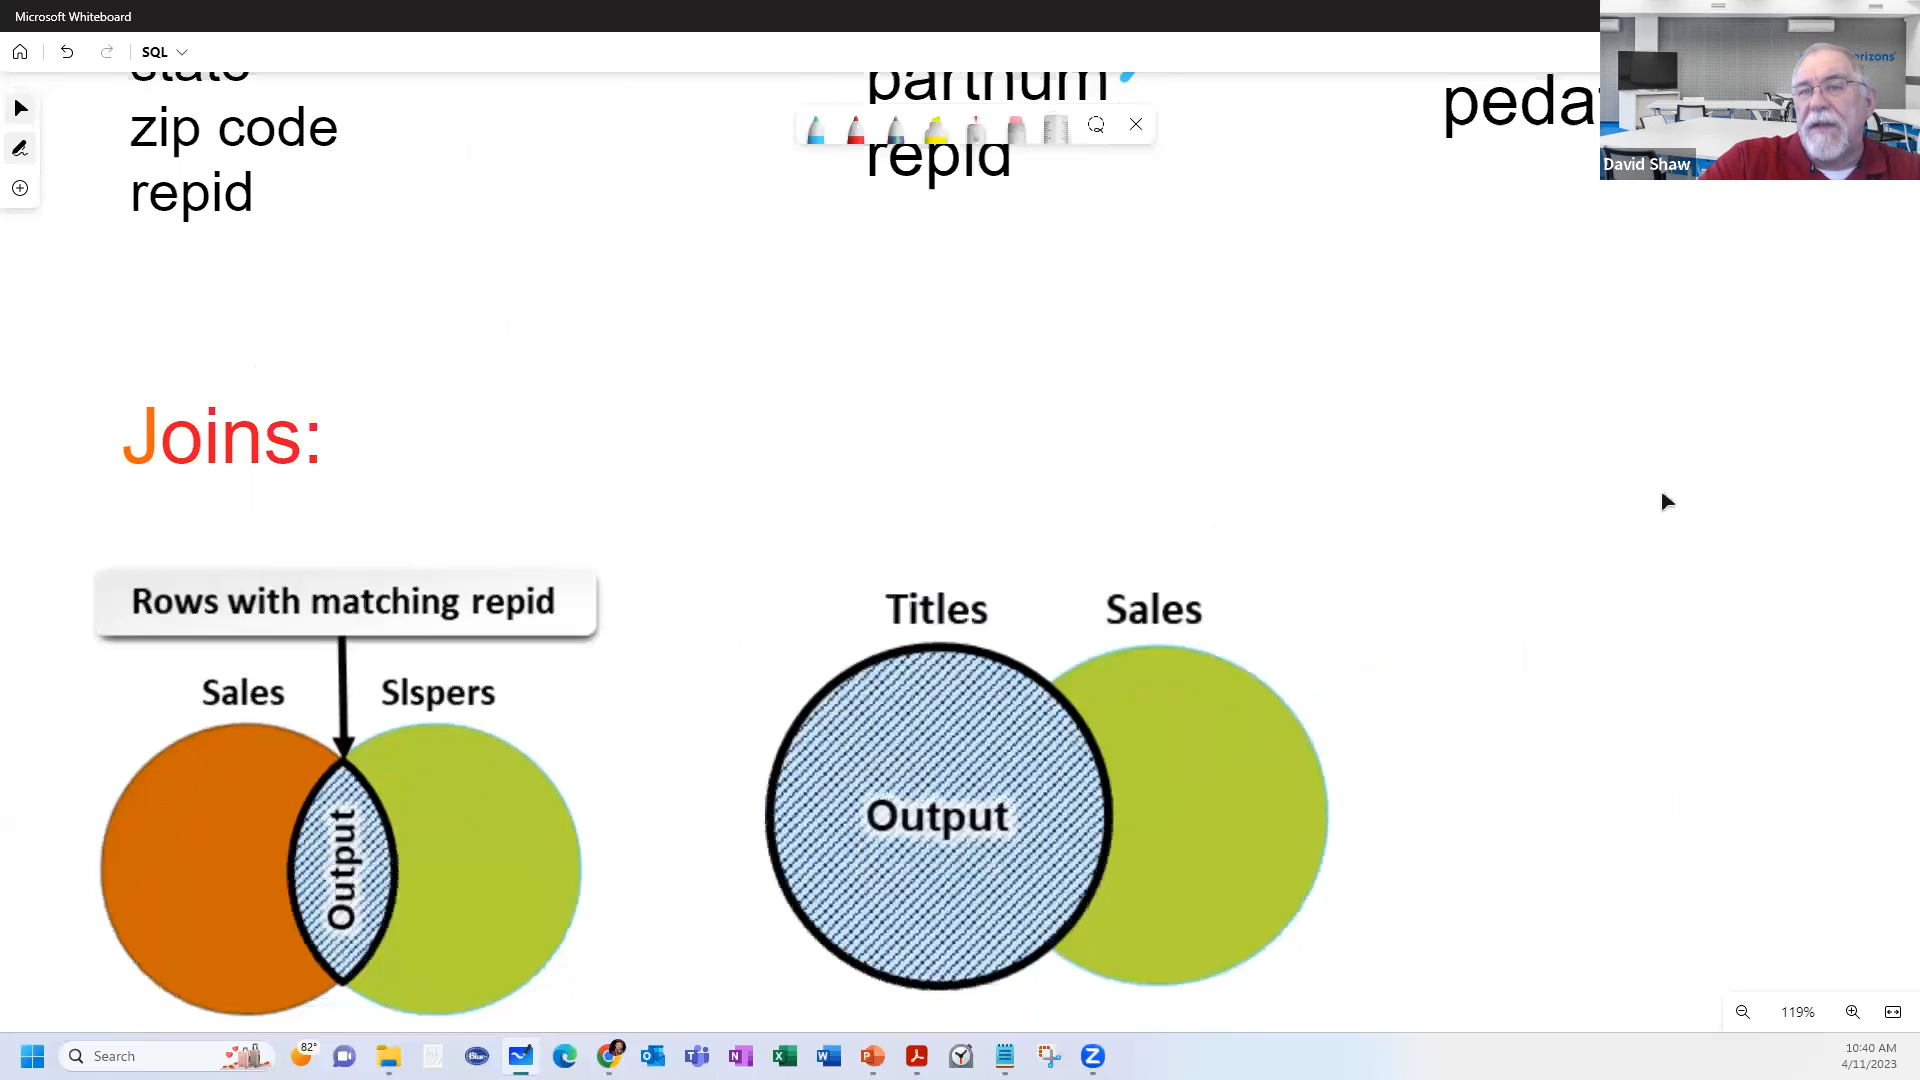 Microsoft Whiteboard
SQL
state
zip code
repid
partnum
repid
David Shaw
Joins:
Rows with matching repid
Sales Slspers
Output
Titles Sales
Output
119%
82°
Search
10:40 AM
4/11/2023